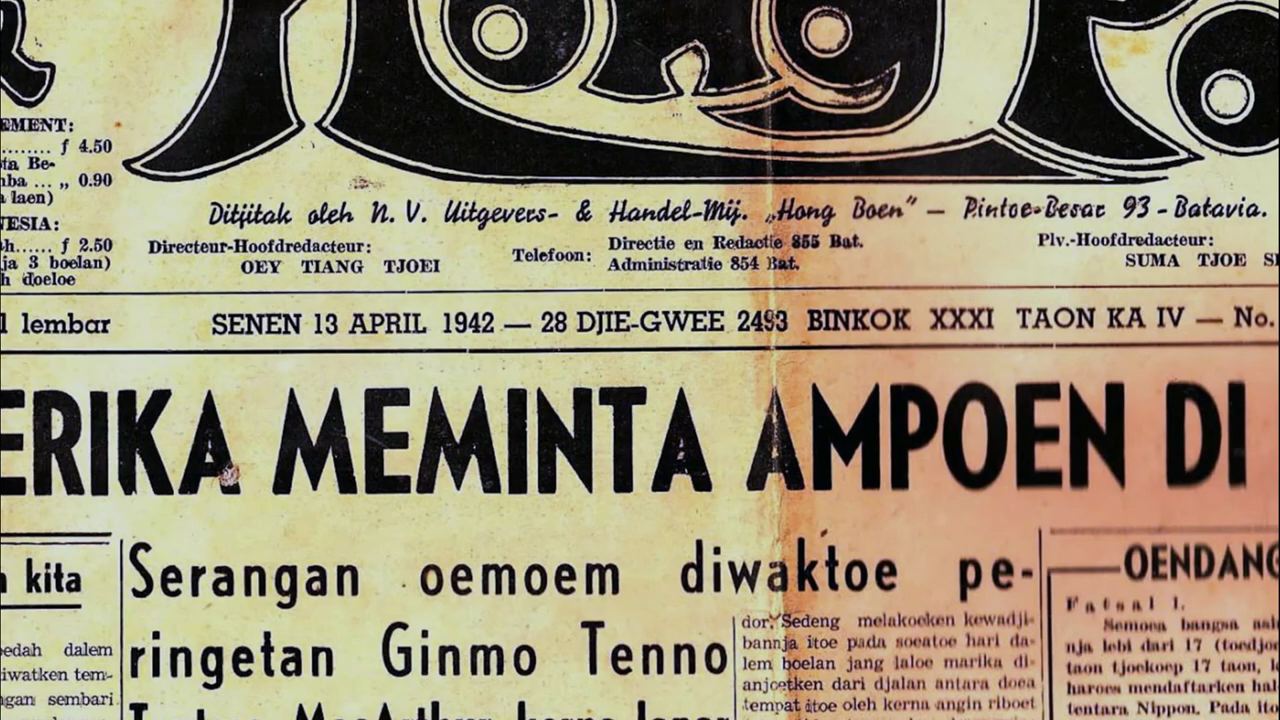 HONG PO
EMENT:
......... f 4.50
ta Be-
mba ... „ 0.90
a laen)
NESIA:
h...... f 2.50
ja 3 boelan)
h doeloe
Ditjitak oleh N. V. Uitgevers- & Handel-Mij. „Hong Boen" — Pintoe-Besar 93 - Batavia.
Directeur-Hoofdredacteur:
OEY TIANG TJOEI
Telefoon:
Directie en Redactie 855 Bat.
Administratie 854 Bat.
Plv.-Hoofdredacteur:
SUMA TJOE
1 lembar
SENEN 13 APRIL 1942 — 28 DJIE-GWEE 2493 BINKOK XXXI TAON KA IV — No.
ERIKA MEMINTA AMPOEN DI
kita
edah dalem
iwatken tem-
ngan sembari
Serangan oemoem diwaktoe pe-
ringetan Ginmo Tenno
MacArthur
dor. Sedeng melakoeken kewadji-
bannja itoe pada soeatoe hari da-
lem boelan jang laloe marika di-
anjoetken dari djalan antara doea
tempat itoe oleh kerna angin riboet
OENDANG
Fatsal 1.
Semoea bangsa
nja lebi dari 17 (toedjoe
taon tjoekoep 17 taon,
haroes mendaftarken
tentara Nippon, Pada